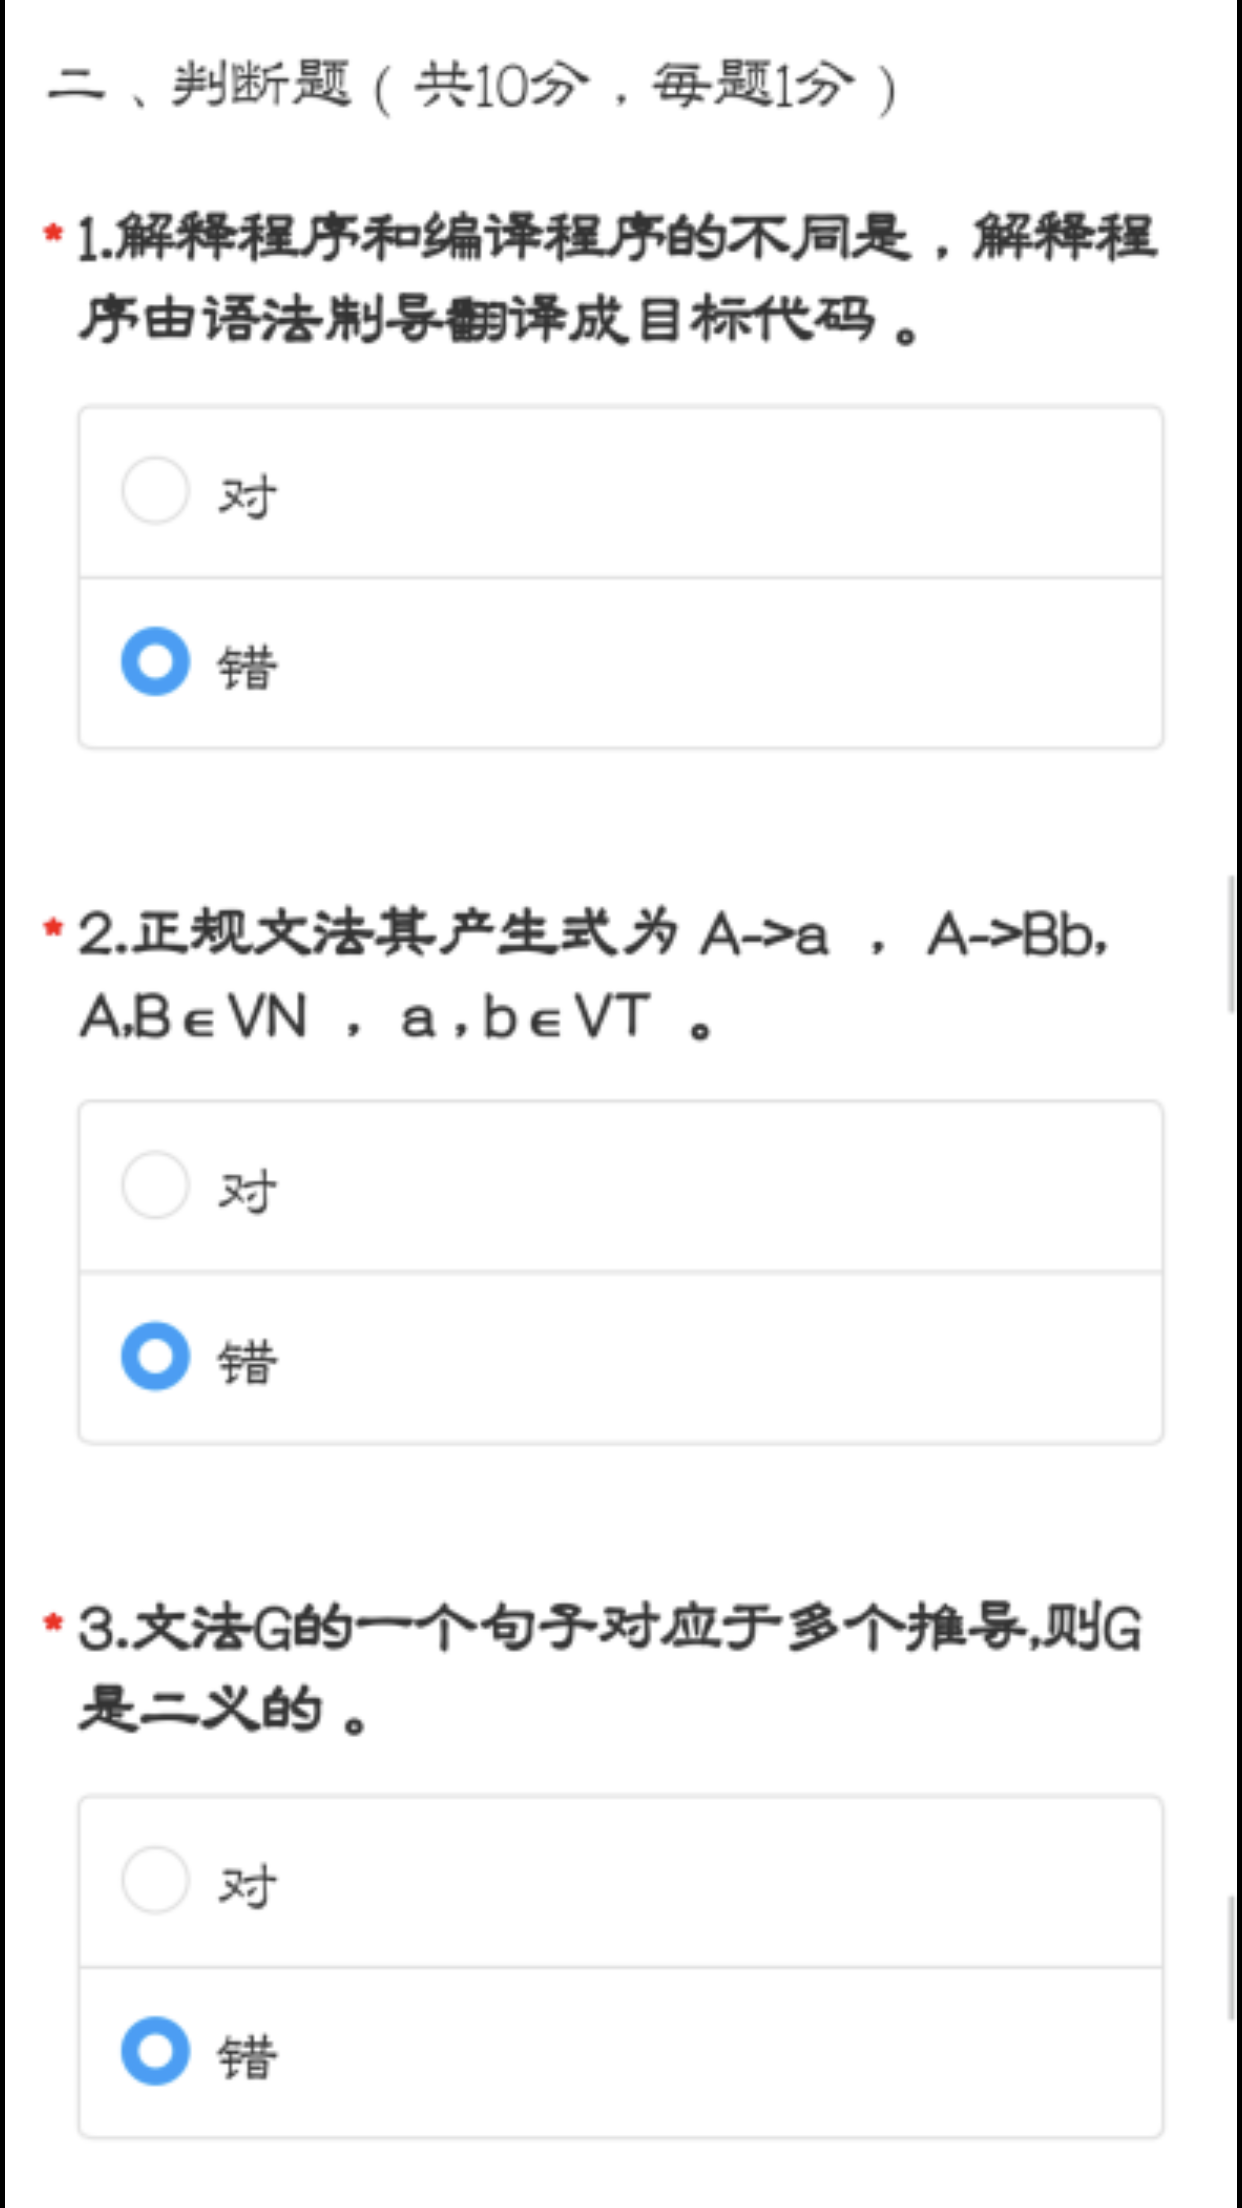 二、判断题（共10分，每题1分）
*1.解释程序和编译程序的不同是，解释程
序由语法制导翻译成目标代码。
对
错
*2.正规文法其产生式为 A->a ， A->Bb,
A,B∈VN ， a，b∈VT 。
对
错
*3.文法G的一个句子对应于多个推导,则G
是二义的。
对
错